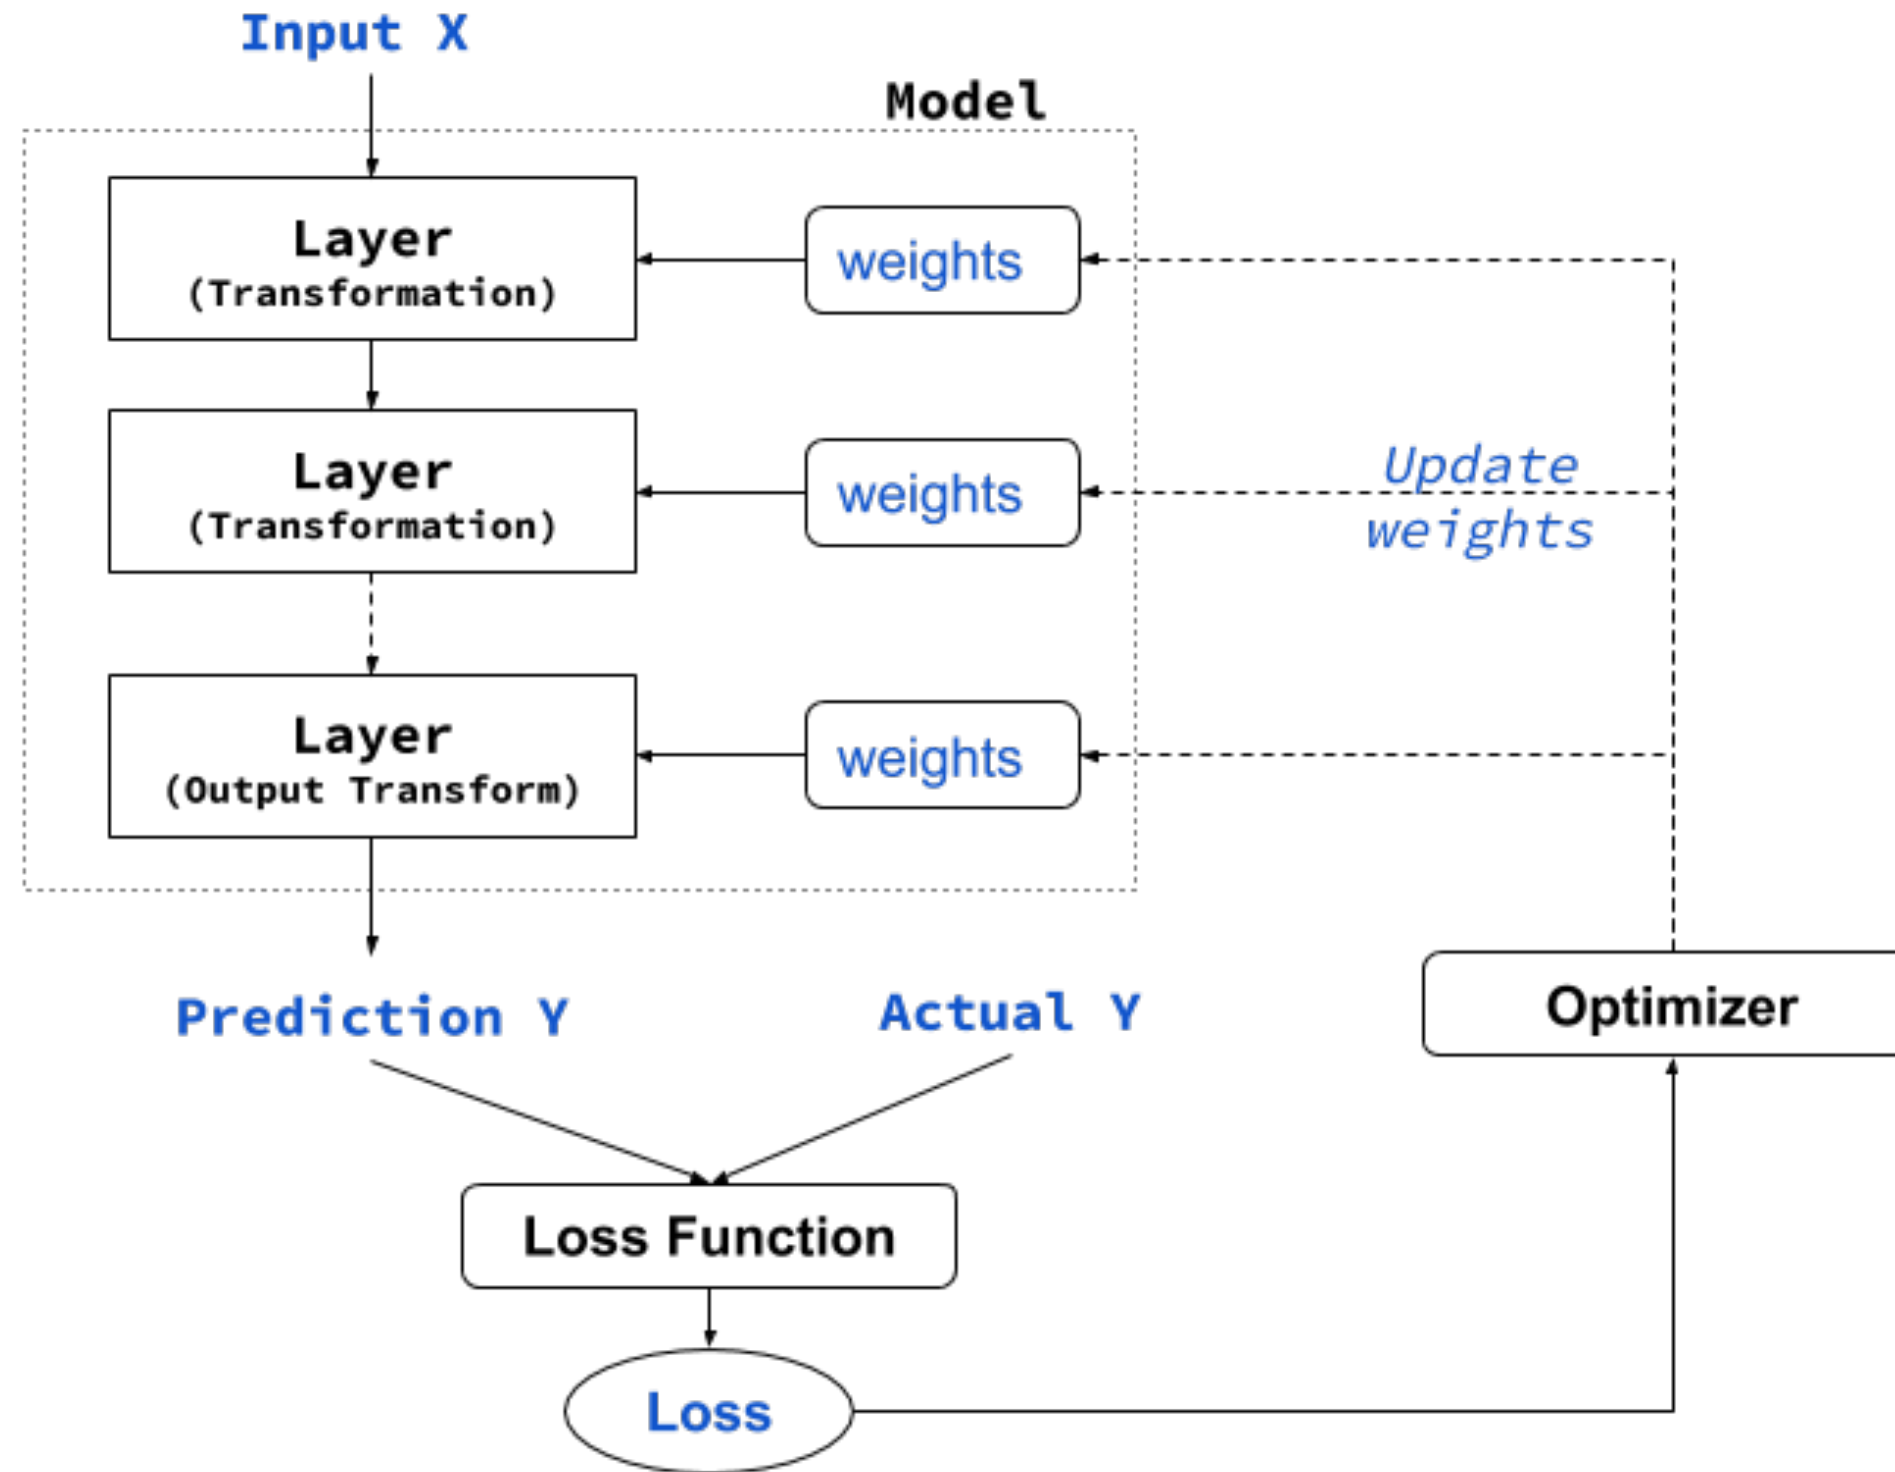 Input X
Model
Layer
(Transformation)
weights
Layer
(Transformation)
weights
Update
weights
Layer
(Output Transform)
weights
Prediction Y
Actual Y
Optimizer
Loss Function
Loss